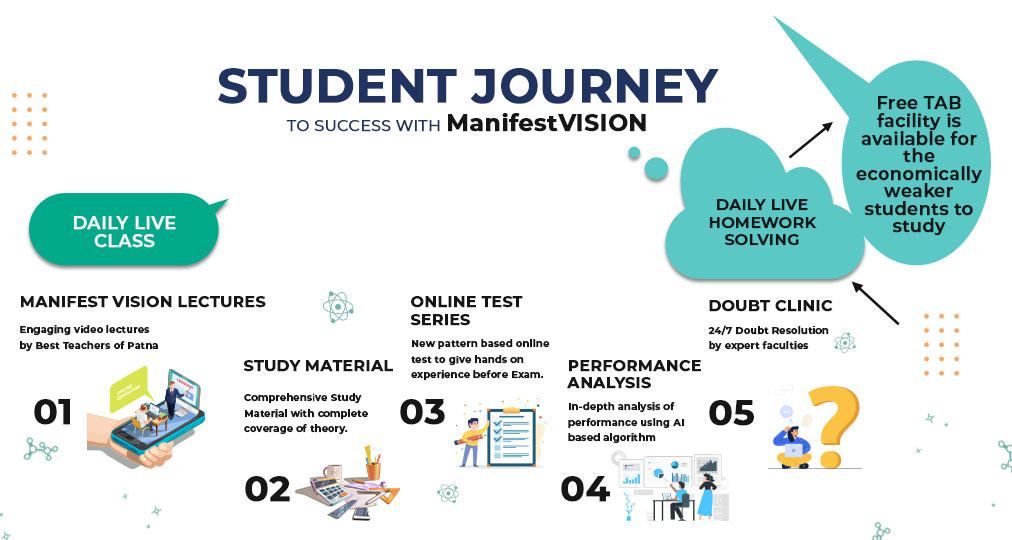 STUDENT JOURNEY
TO SUCCESS WITH ManifestVISION
Free TAB
facility is
available for
the
economically
weaker
students to
study
DAILY LIVE
CLASS
DAILY LIVE
HOMEWORK
SOLVING
MANIFEST VISION LECTURES
Engaging video lectures
by Best Teachers of Patna
01
STUDY MATERIAL
Comprehensive Study
Material with complete
coverage of theory.
02
ONLINE TEST
SERIES
New pattern based online
test to give hands on
experience before Exam.
03
PERFORMANCE
ANALYSIS
In-depth analysis of
performance using AI
based algorithm
04
DOUBT CLINIC
24/7 Doubt Resolution
by expert faculties
05